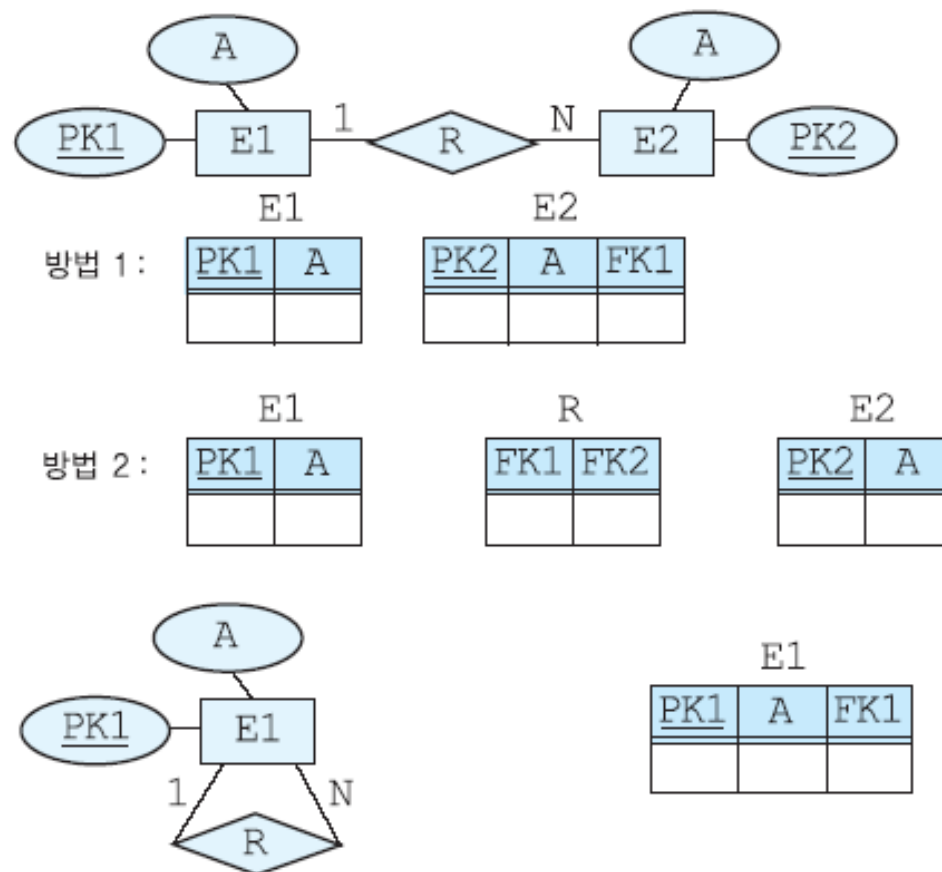 A A
PK1 E1 1 R N E2 PK2
E1 E2
방법 1 : PK1 A PK2 A FK1
E1 R E2
방법 2 : PK1 A FK1 FK2 PK2 A
A
E1
PK1 E1 PK1 A FK1
1 N
R